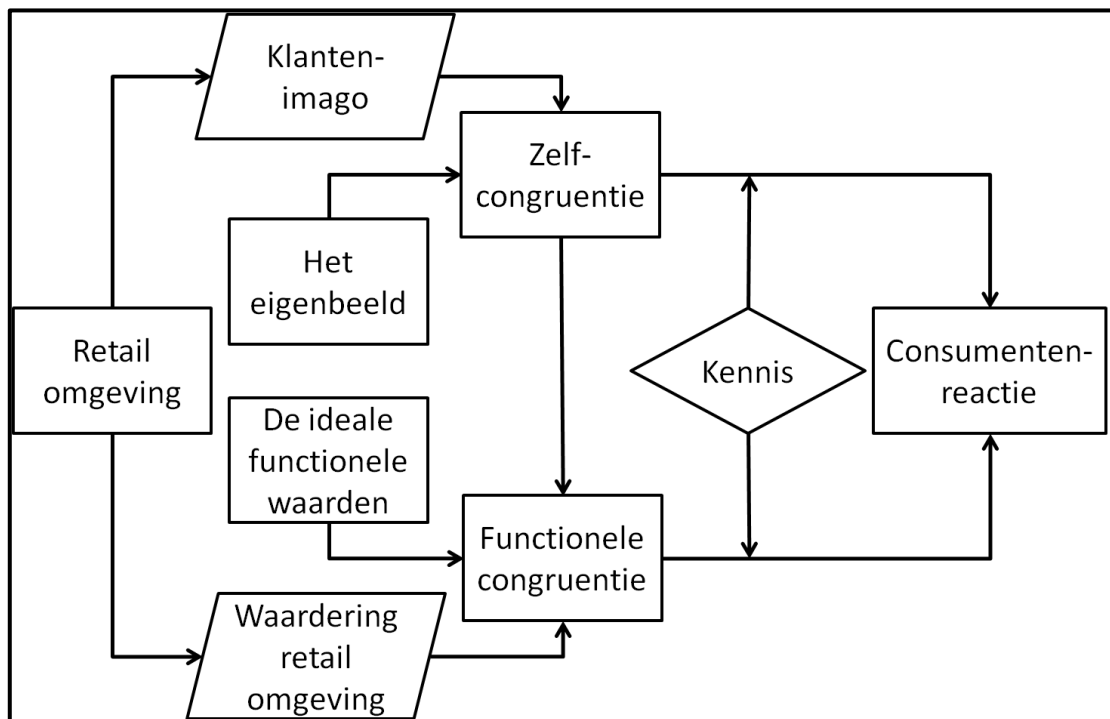 Klanten-
imago
Zelf-
congruentie
Het
eigenbeeld
Retail
omgeving
Kennis
Consumenten-
reactie
De ideale
functionele
waarden
Functionele
congruentie
Waardering
retail
omgeving